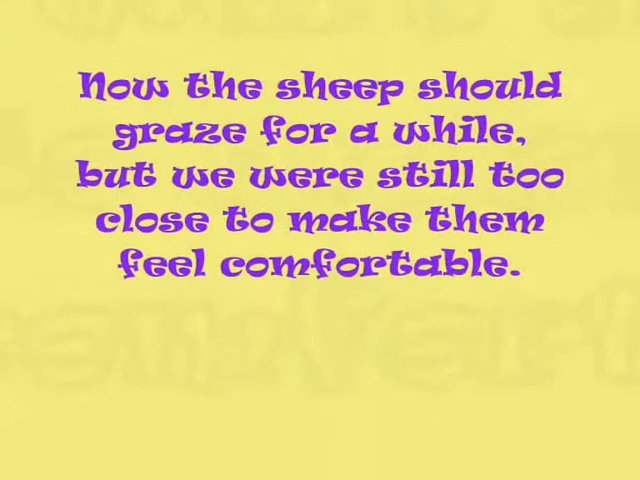 Now the sheep should
graze for a while,
but we were still too
close to make them
feel comfortable.